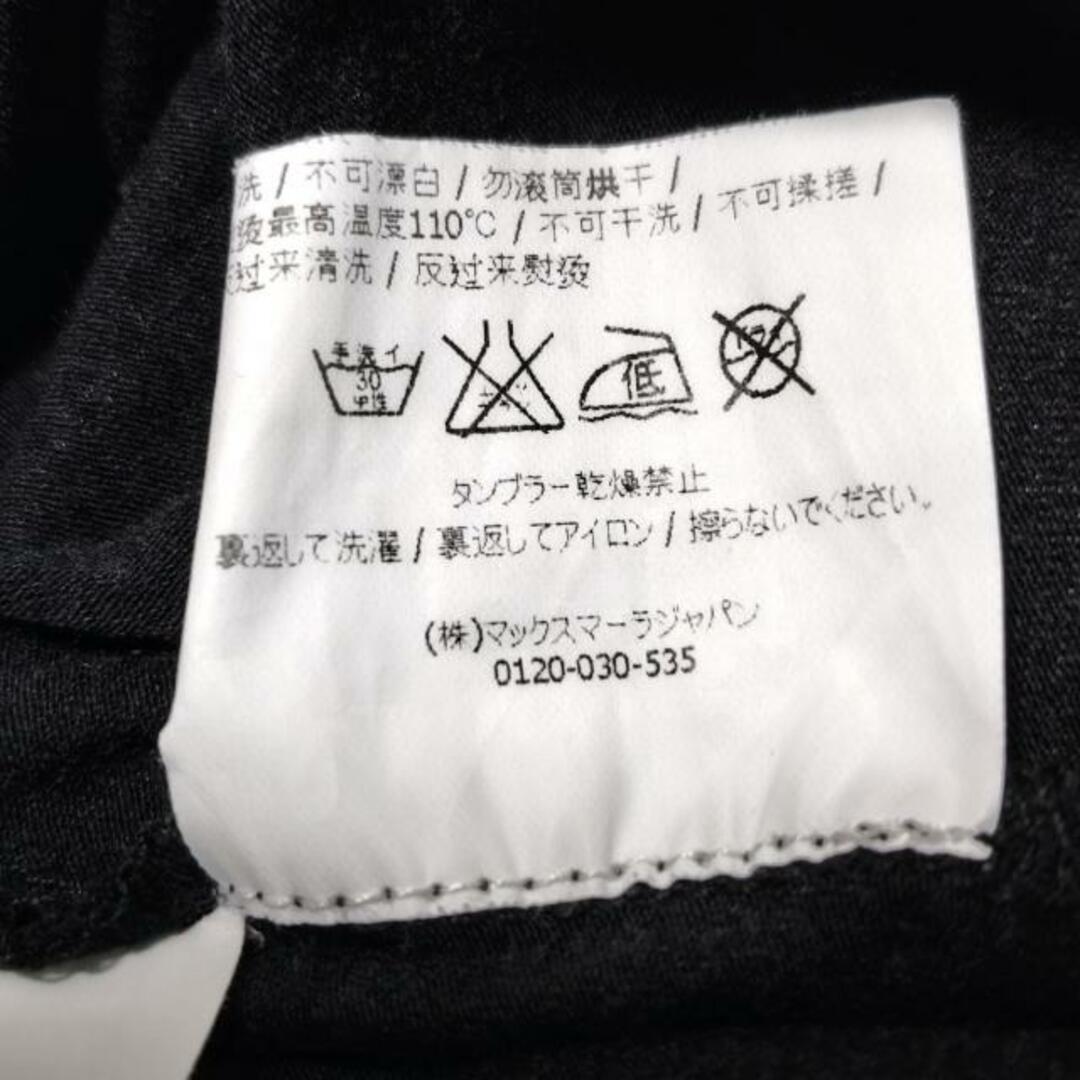 洗 / 不可漂白 / 勿滚筒烘干 /
烫最高温度110℃ / 不可干洗 / 不可揉搓 /
反过来清洗 / 反过来熨烫
手洗イ
30
中性
低
タンブラー乾燥禁止
裏返して洗濯 / 裏返してアイロン / 擦らないでください。
(株)マックスマーラジャパン
0120-030-535